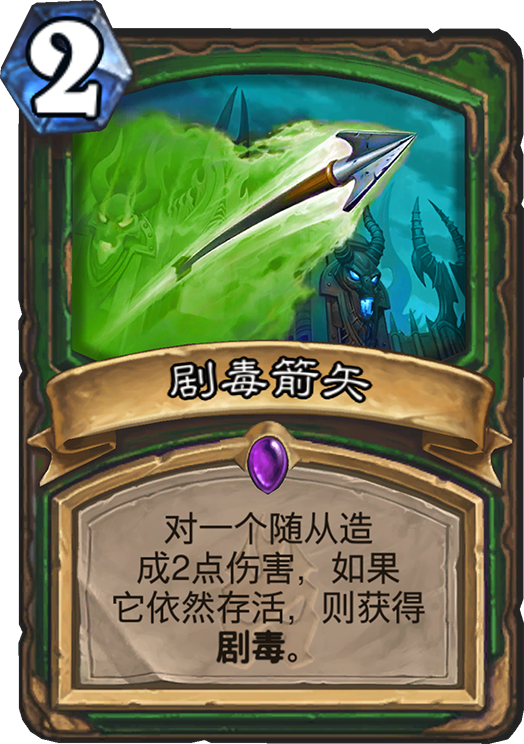 2
剧毒箭矢
对一个随从造
成2点伤害，如果
它依然存活，则获得
剧毒。